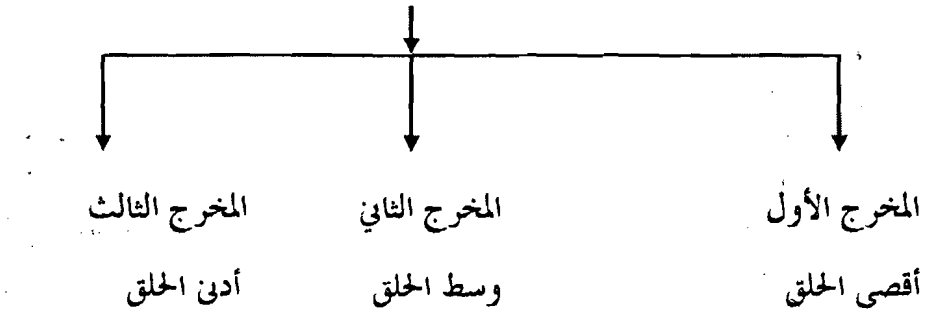 المخرج الأول المخرج الثاني المخرج الثالث
أقصى الحلق وسط الحلق أدنى الحلق